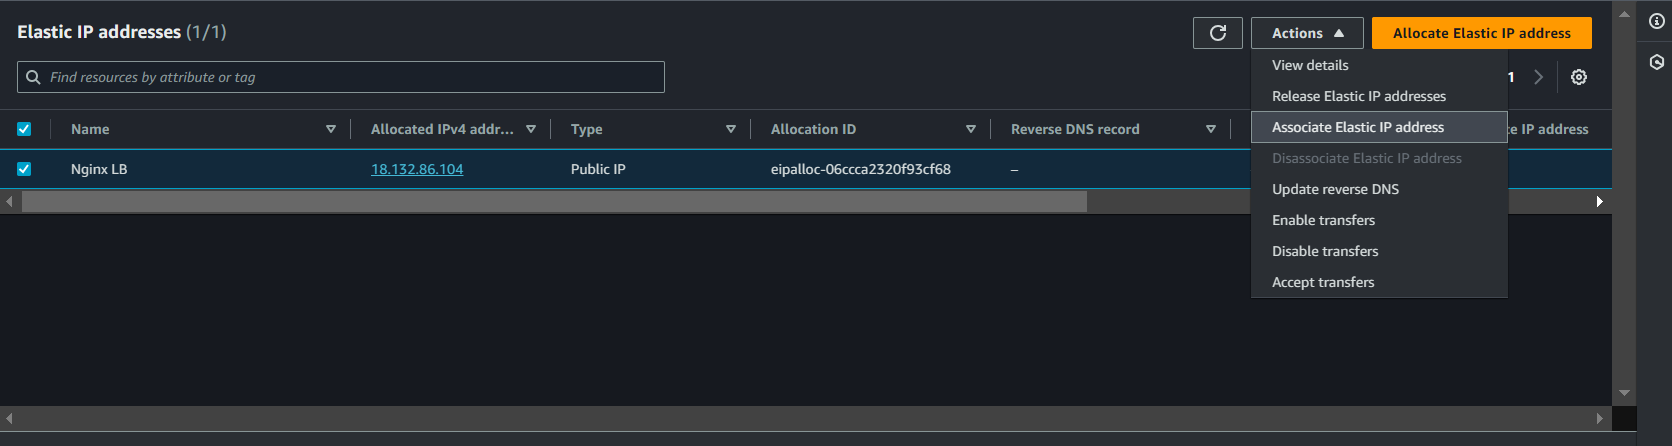 Elastic IP addresses (1/1)
Actions
Allocate Elastic IP address
Find resources by attribute or tag
1
View details
Release Elastic IP addresses
Associate Elastic IP address
Disassociate Elastic IP address
Update reverse DNS
Enable transfers
Disable transfers
Accept transfers
Name
Allocated IPv4 addr...
Type
Allocation ID
Reverse DNS record
IP address
Nginx LB
18.132.86.104
Public IP
eipalloc-06ccca2320f93cf68
–